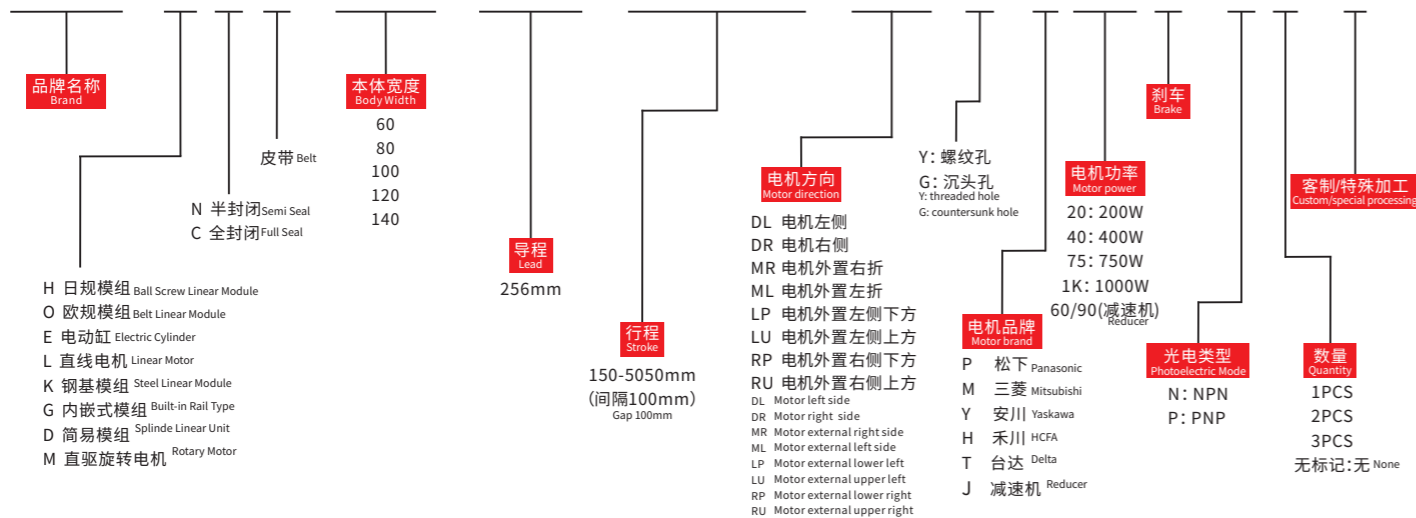 品牌名称
Brand
H 日规模组 Ball Screw Linear Module
O 欧规模组 Belt Linear Module
E 电动缸 Electric Cylinder
L 直线电机 Linear Motor
K 钢基模组 Steel Linear Module
G 内嵌式模组 Built-in Rail Type
D 简易模组 Splinde Linear Unit
M 直驱旋转电机 Rotary Motor
N 半封闭 Semi Seal
C 全封闭 Full Seal
皮带 Belt
本体宽度
Body Width
60
80
100
120
140
导程
Lead
256mm
行程
Stroke
150-5050mm
(间隔100mm)
Gap 100mm
电机方向
Motor direction
DL 电机左侧
DR 电机右侧
MR 电机外置右折
ML 电机外置左折
LP 电机外置左侧下方
LU 电机外置左侧上方
RP 电机外置右侧下方
RU 电机外置右侧上方
DL Motor left side
DR Motor right side
MR Motor external right side
ML Motor external left side
LP Motor external lower left
LU Motor external upper left
RP Motor external lower right
RU Motor external upper right
Y: 螺纹孔
G: 沉头孔
Y: threaded hole
G: countersunk hole
电机品牌
Motor brand
P 松下 Panasonic
M 三菱 Mitsubishi
Y 安川 Yaskawa
H 禾川 HCFA
T 台达 Delta
J 减速机 Reducer
电机功率
Motor power
20: 200W
40: 400W
75: 750W
1K: 1000W
60/90(减速机)
Reducer
刹车
Brake
光电类型
Photoelectric Mode
N: NPN
P: PNP
数量
Quantity
1PCS
2PCS
3PCS
无标记:无 None
客制/特殊加工
Custom/special processing